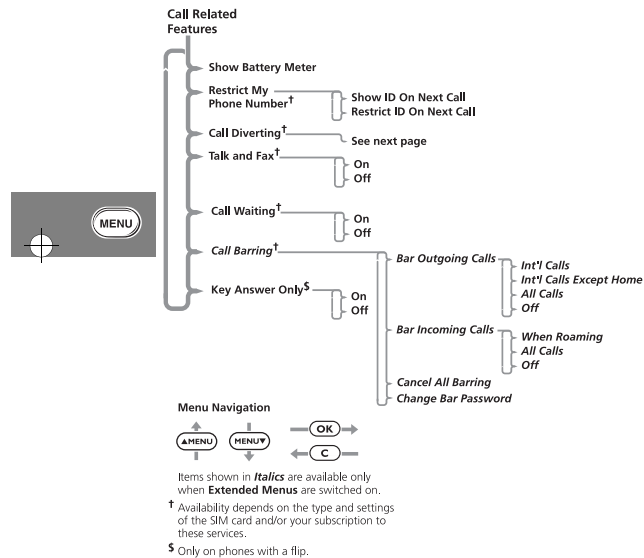 Call Related
Features
Show Battery Meter
Restrict My
Phone Number†
Show ID On Next Call
Restrict ID On Next Call
Call Diverting†
See next page
Talk and Fax†
On
Off
MENU
Call Waiting†
On
Off
Call Barring†
Bar Outgoing Calls
Int'l Calls
Int'l Calls Except Home
All Calls
Off
Key Answer Only$
On
Off
Bar Incoming Calls
When Roaming
All Calls
Off
Cancel All Barring
Change Bar Password
Menu Navigation
▲MENU
MENU▼
OK
C
Items shown in Italics are available only
when Extended Menus are switched on.
† Availability depends on the type and settings
of the SIM card and/or your subscription to
these services.
$ Only on phones with a flip.